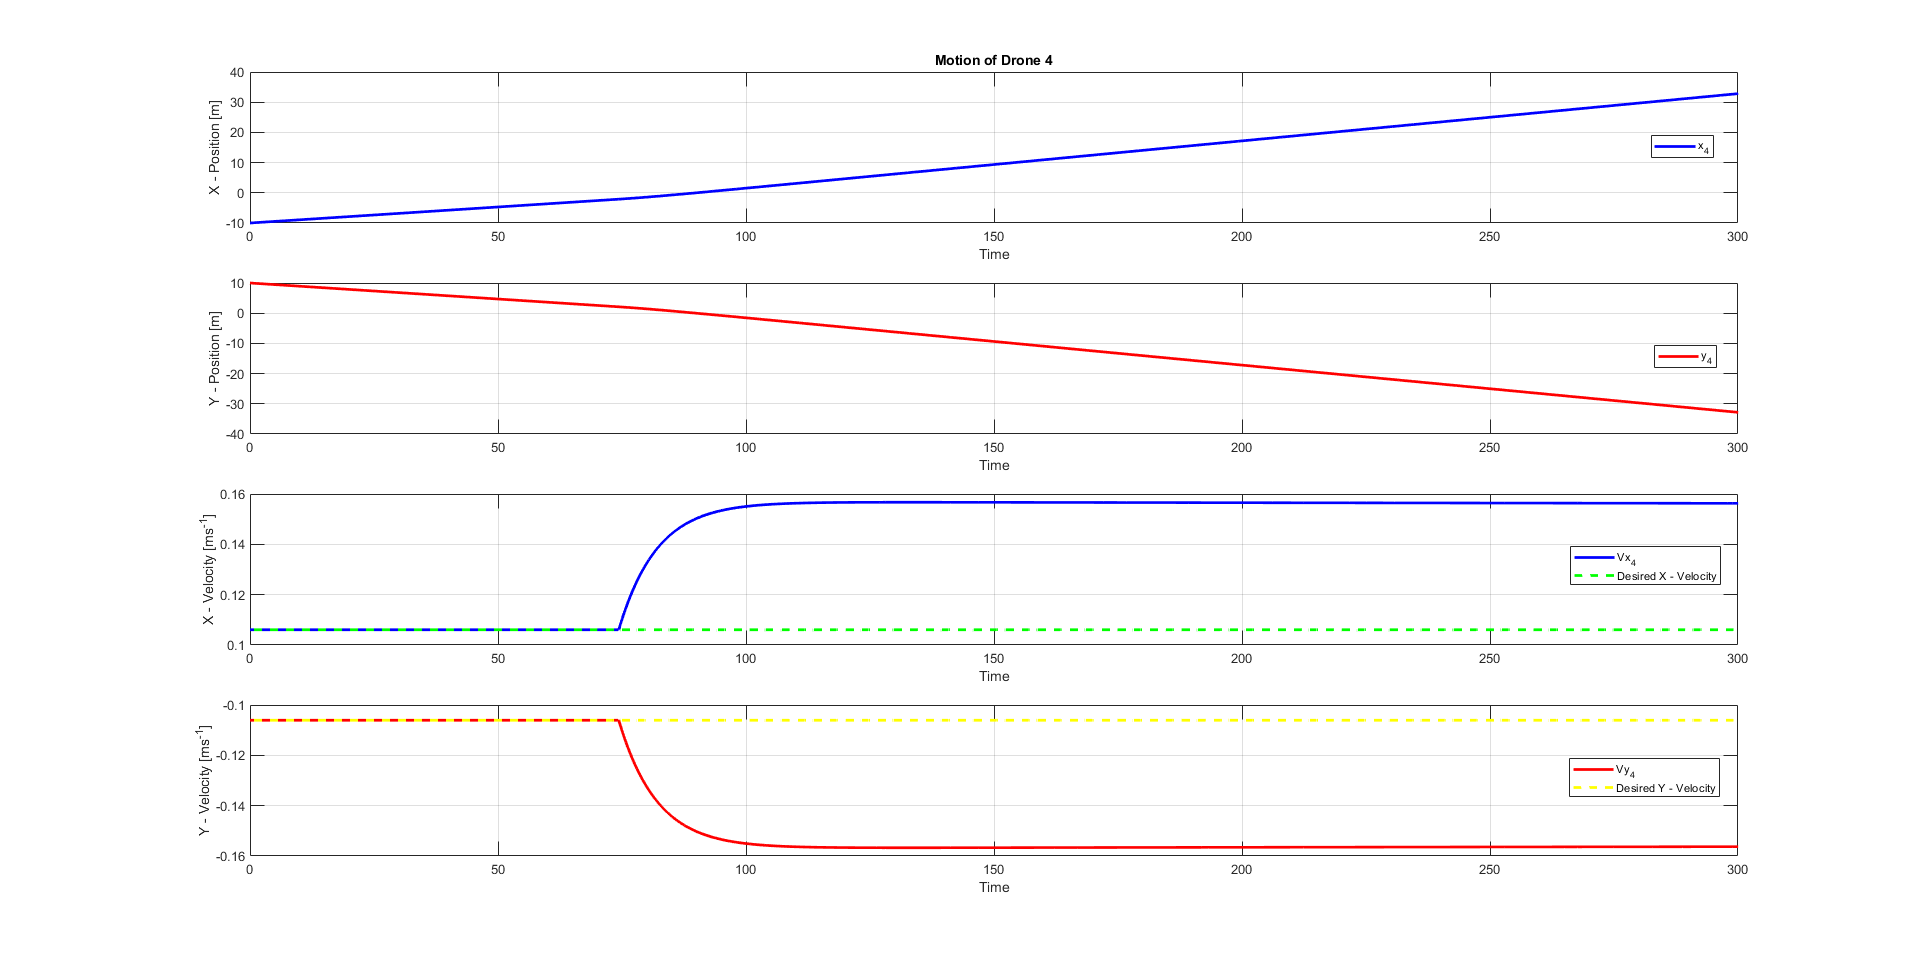 Motion of Drone 4
X - Position [m]
40
30
20
10
0
-10
x4
0 50 100 150 200 250 300
Time
Y - Position [m]
10
0
-10
-20
-30
-40
y4
0 50 100 150 200 250 300
Time
X - Velocity [ms-1]
0.16
0.14
0.12
0.1
Vx4
Desired X - Velocity
0 50 100 150 200 250 300
Time
Y - Velocity [ms-1]
-0.1
-0.12
-0.14
-0.16
Vy4
Desired Y - Velocity
0 50 100 150 200 250 300
Time